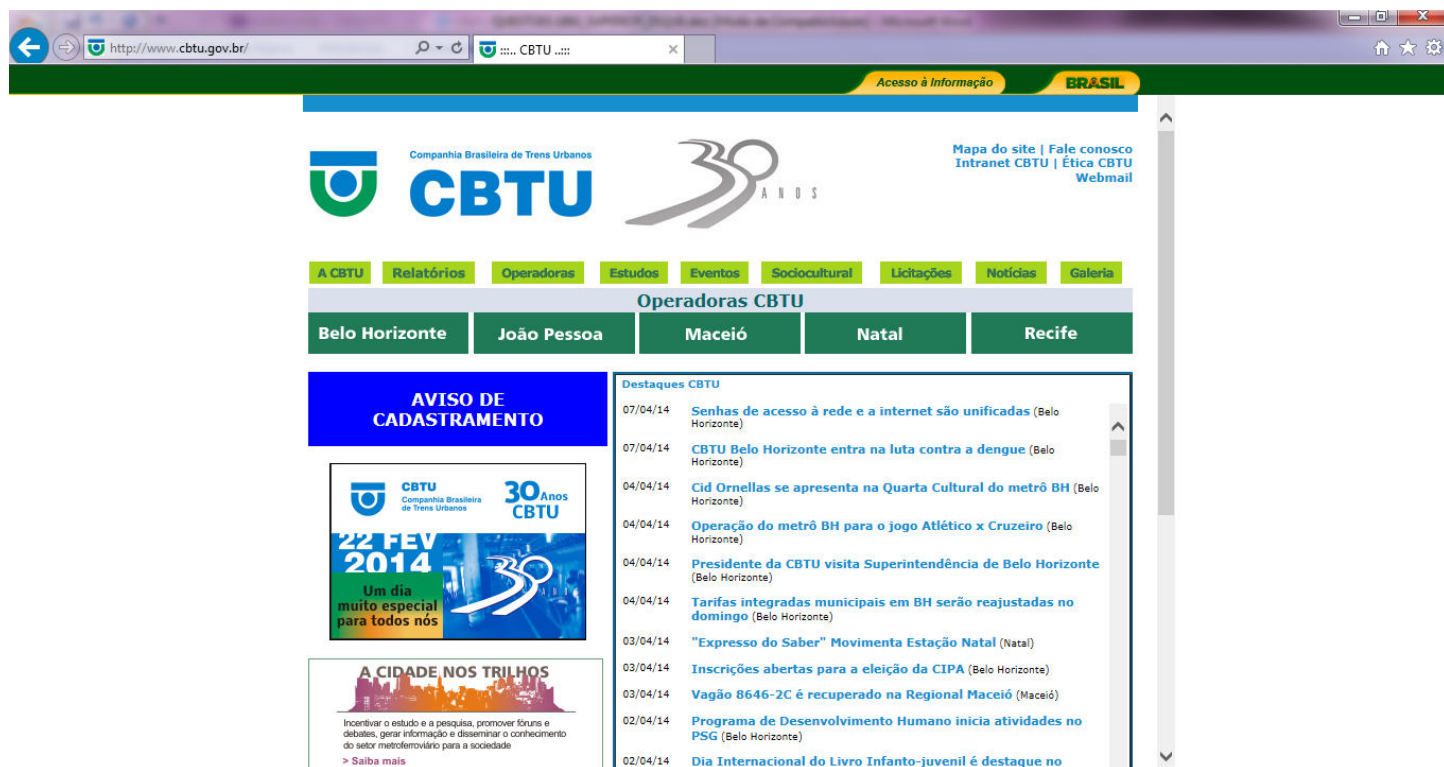 http://www.cbtu.gov.br/
:::.. CBTU ..:::
Acesso à Informação
BRASIL
Companhia Brasileira de Trens Urbanos
CBTU
30
ANOS
Mapa do site | Fale conosco
Intranet CBTU | Ética CBTU
Webmail
A CBTU Relatórios Operadoras Estudos Eventos Sociocultural Licitações Notícias Galeria
Operadoras CBTU
Belo Horizonte João Pessoa Maceió Natal Recife
AVISO DE
CADASTRAMENTO
CBTU
Companhia Brasileira
de Trens Urbanos
30 Anos
CBTU
22 FEV
2014
30
ANOS
Um dia
muito especial
para todos nós
A CIDADE NOS TRILHOS
Incentivar o estudo e a pesquisa, promover fóruns e
debates, gerar informação e disseminar o conhecimento
do setor metroferroviário para a sociedade
> Saiba mais
Destaques CBTU
07/04/14 Senhas de acesso à rede e a internet são unificadas (Belo
Horizonte)
07/04/14 CBTU Belo Horizonte entra na luta contra a dengue (Belo
Horizonte)
04/04/14 Cid Ornellas se apresenta na Quarta Cultural do metrô BH (Belo
Horizonte)
04/04/14 Operação do metrô BH para o jogo Atlético x Cruzeiro (Belo
Horizonte)
04/04/14 Presidente da CBTU visita Superintendência de Belo Horizonte
(Belo Horizonte)
04/04/14 Tarifas integradas municipais em BH serão reajustadas no
domingo (Belo Horizonte)
03/04/14 "Expresso do Saber" Movimenta Estação Natal (Natal)
03/04/14 Inscrições abertas para a eleição da CIPA (Belo Horizonte)
03/04/14 Vagão 8646-2C é recuperado na Regional Maceió (Maceió)
02/04/14 Programa de Desenvolvimento Humano inicia atividades no
PSG (Belo Horizonte)
02/04/14 Dia Internacional do Livro Infanto-juvenil é destaque no